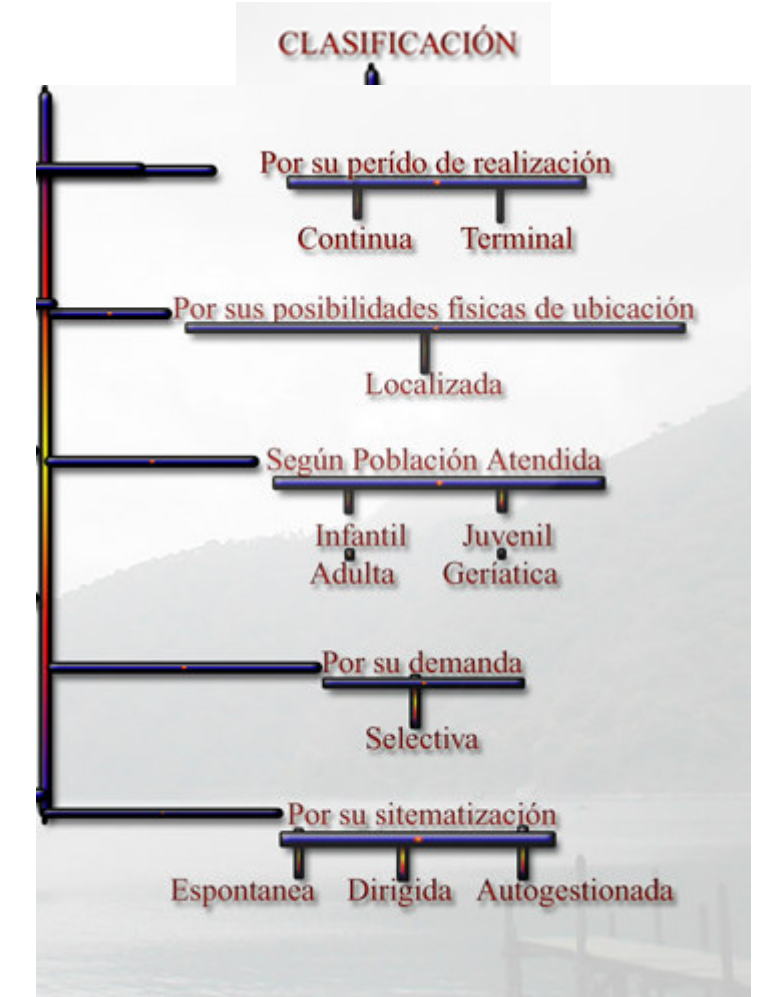 CLASIFICACIÓN
Por su perído de realización
Continua Terminal
Por sus posibilidades fisicas de ubicación
Localizada
Según Población Atendida
Infantil Juvenil
Adulta Geríatica
Por su demanda
Selectiva
Por su sitematización
Espontanea Dirigida Autogestionada